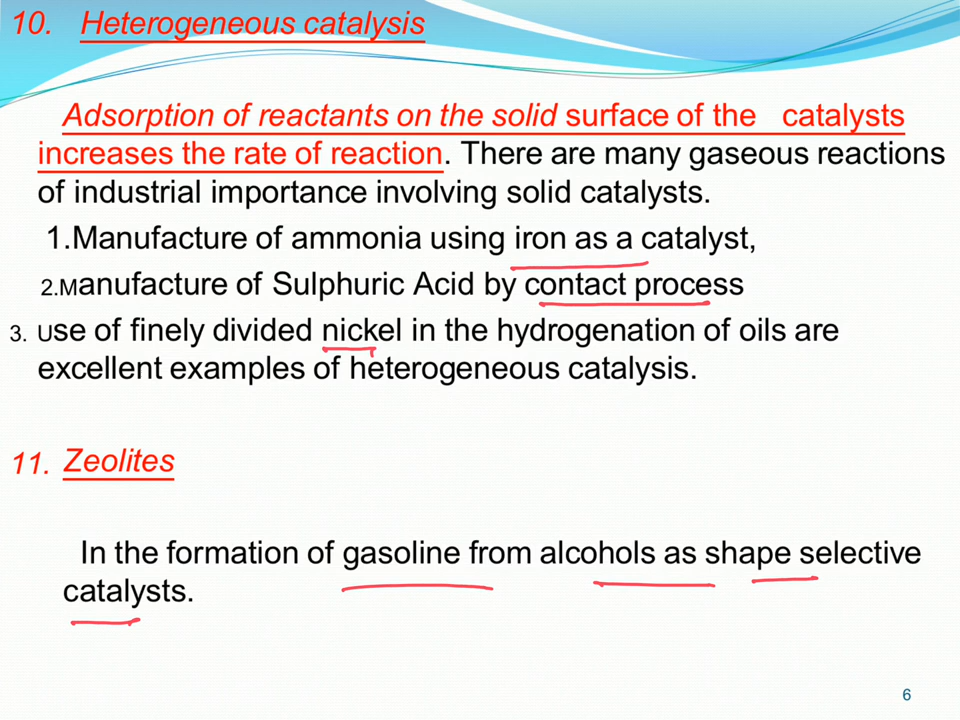 10. Heterogeneous catalysis
Adsorption of reactants on the solid surface of the catalysts
increases the rate of reaction. There are many gaseous reactions
of industrial importance involving solid catalysts.
1.Manufacture of ammonia using iron as a catalyst,
2.Manufacture of Sulphuric Acid by contact process
3. Use of finely divided nickel in the hydrogenation of oils are
excellent examples of heterogeneous catalysis.
11. Zeolites
In the formation of gasoline from alcohols as shape selective
catalysts.
6